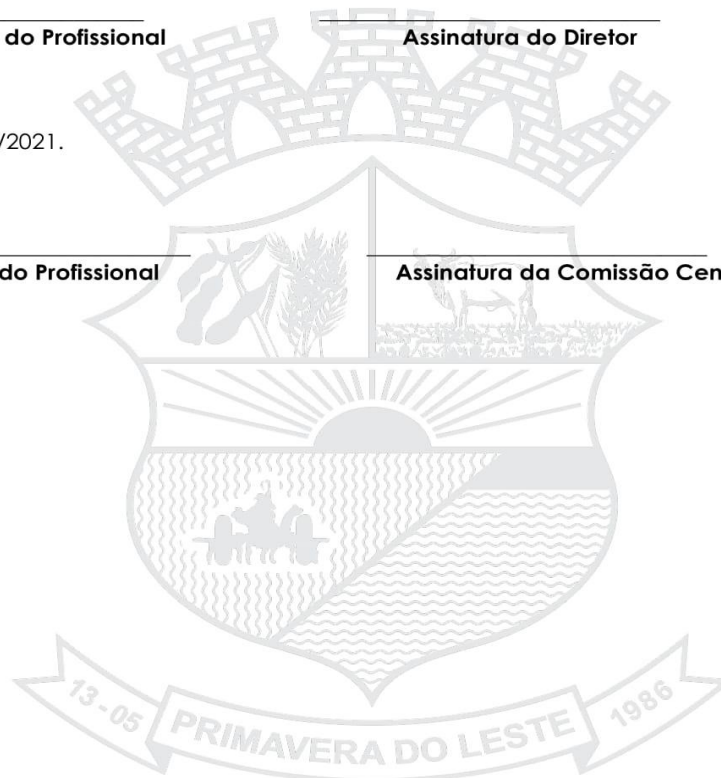 do Profissional Assinatura do Diretor
/2021.
do Profissional Assinatura da Comissão Cen
13-05 PRIMAVERA DO LESTE 1986